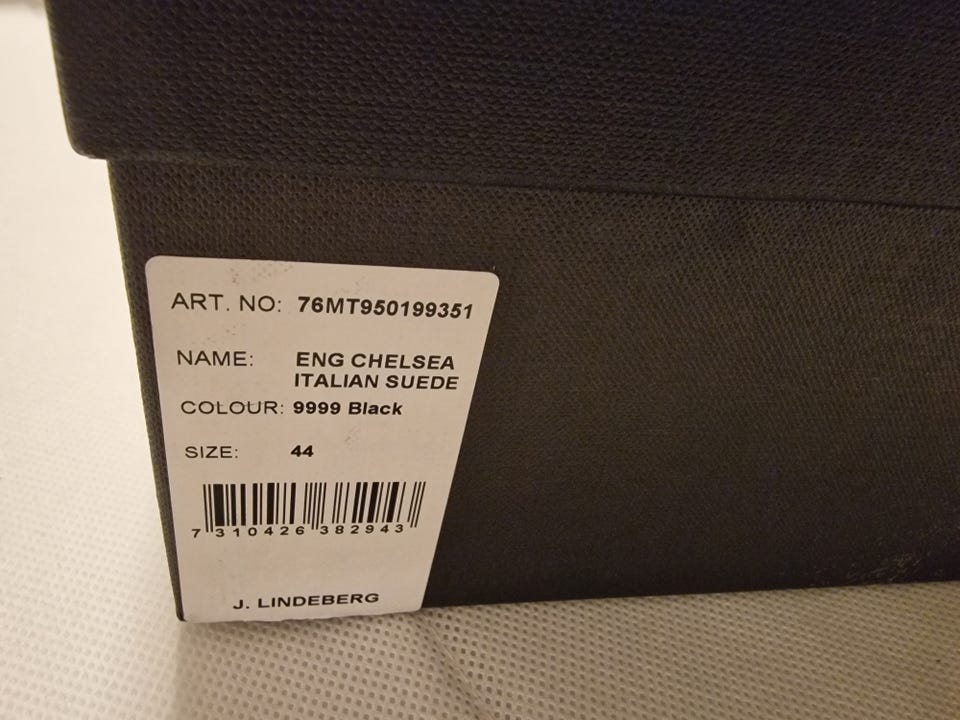 ART. NO: 76MT950199351
NAME: ENG CHELSEA
ITALIAN SUEDE
COLOUR: 9999 Black
SIZE: 44
7 310426 382943
J. LINDEBERG